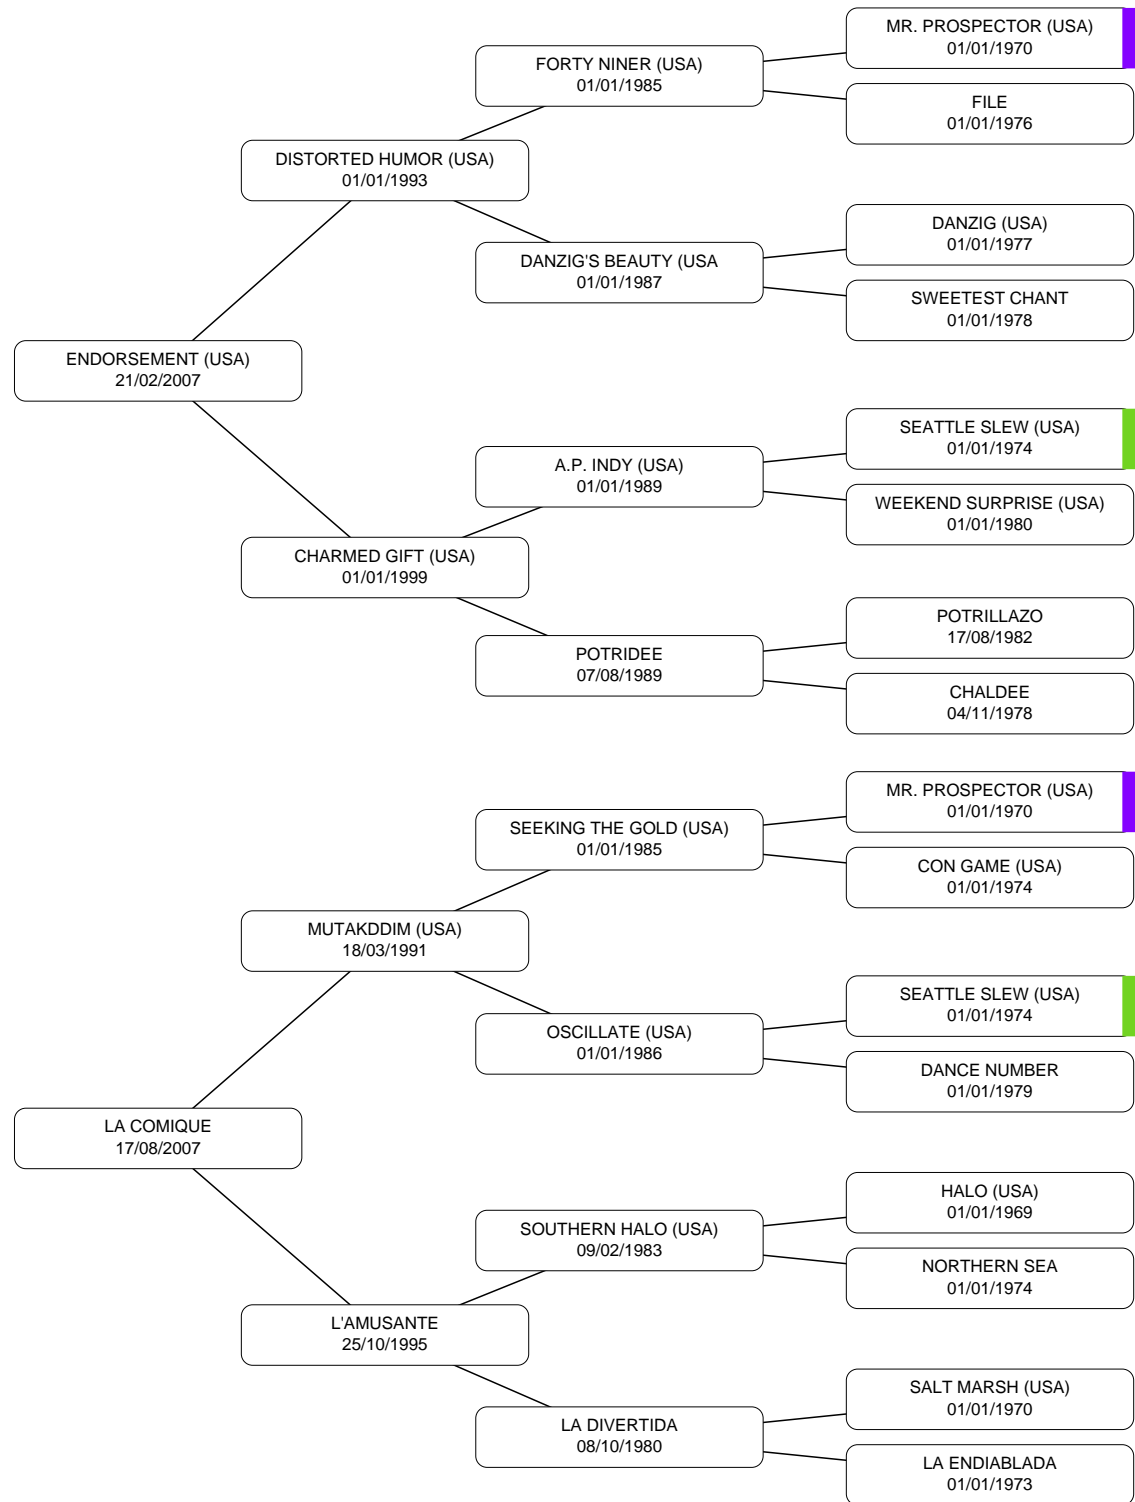 MR. PROSPECTOR (USA)
01/01/1970
FORTY NINER (USA)
01/01/1985
FILE
01/01/1976
DISTORTED HUMOR (USA)
01/01/1993
DANZIG (USA)
01/01/1977
DANZIG'S BEAUTY (USA
01/01/1987
SWEETEST CHANT
01/01/1978
ENDORSEMENT (USA)
21/02/2007
SEATTLE SLEW (USA)
01/01/1974
A.P. INDY (USA)
01/01/1989
WEEKEND SURPRISE (USA)
01/01/1980
CHARMED GIFT (USA)
01/01/1999
POTRILLAZO
17/08/1982
POTRIDEE
07/08/1989
CHALDEE
04/11/1978
MR. PROSPECTOR (USA)
01/01/1970
SEEKING THE GOLD (USA)
01/01/1985
CON GAME (USA)
01/01/1974
MUTAKDDIM (USA)
18/03/1991
SEATTLE SLEW (USA)
01/01/1974
OSCILLATE (USA)
01/01/1986
DANCE NUMBER
01/01/1979
LA COMIQUE
17/08/2007
HALO (USA)
01/01/1969
SOUTHERN HALO (USA)
09/02/1983
NORTHERN SEA
01/01/1974
L'AMUSANTE
25/10/1995
SALT MARSH (USA)
01/01/1970
LA DIVERTIDA
08/10/1980
LA ENDIABLADA
01/01/1973